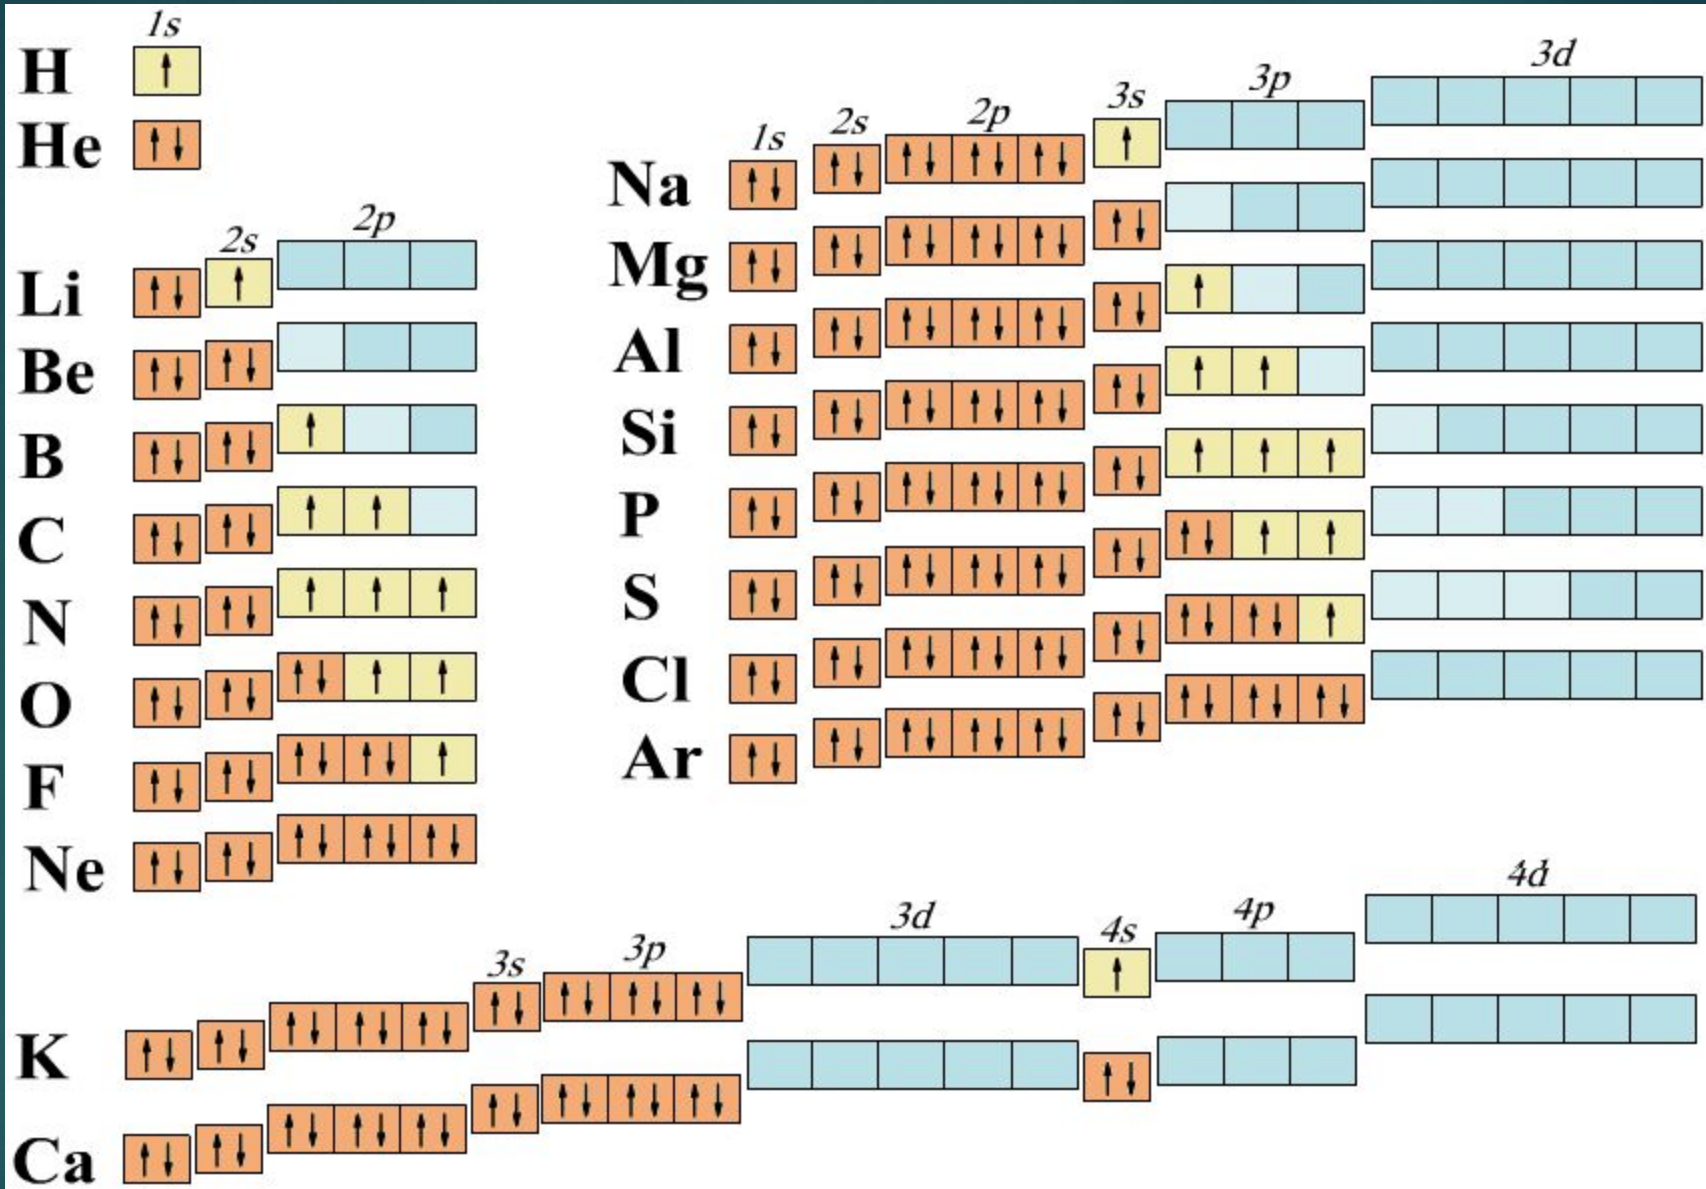 1s
H
He
2s 2p
Li
Be
B
C
N
O
F
Ne
1s 2s 2p 3s 3p 3d
Na
Mg
Al
Si
P
S
Cl
Ar
3s 3p 3d 4s 4p 4d
K
Ca